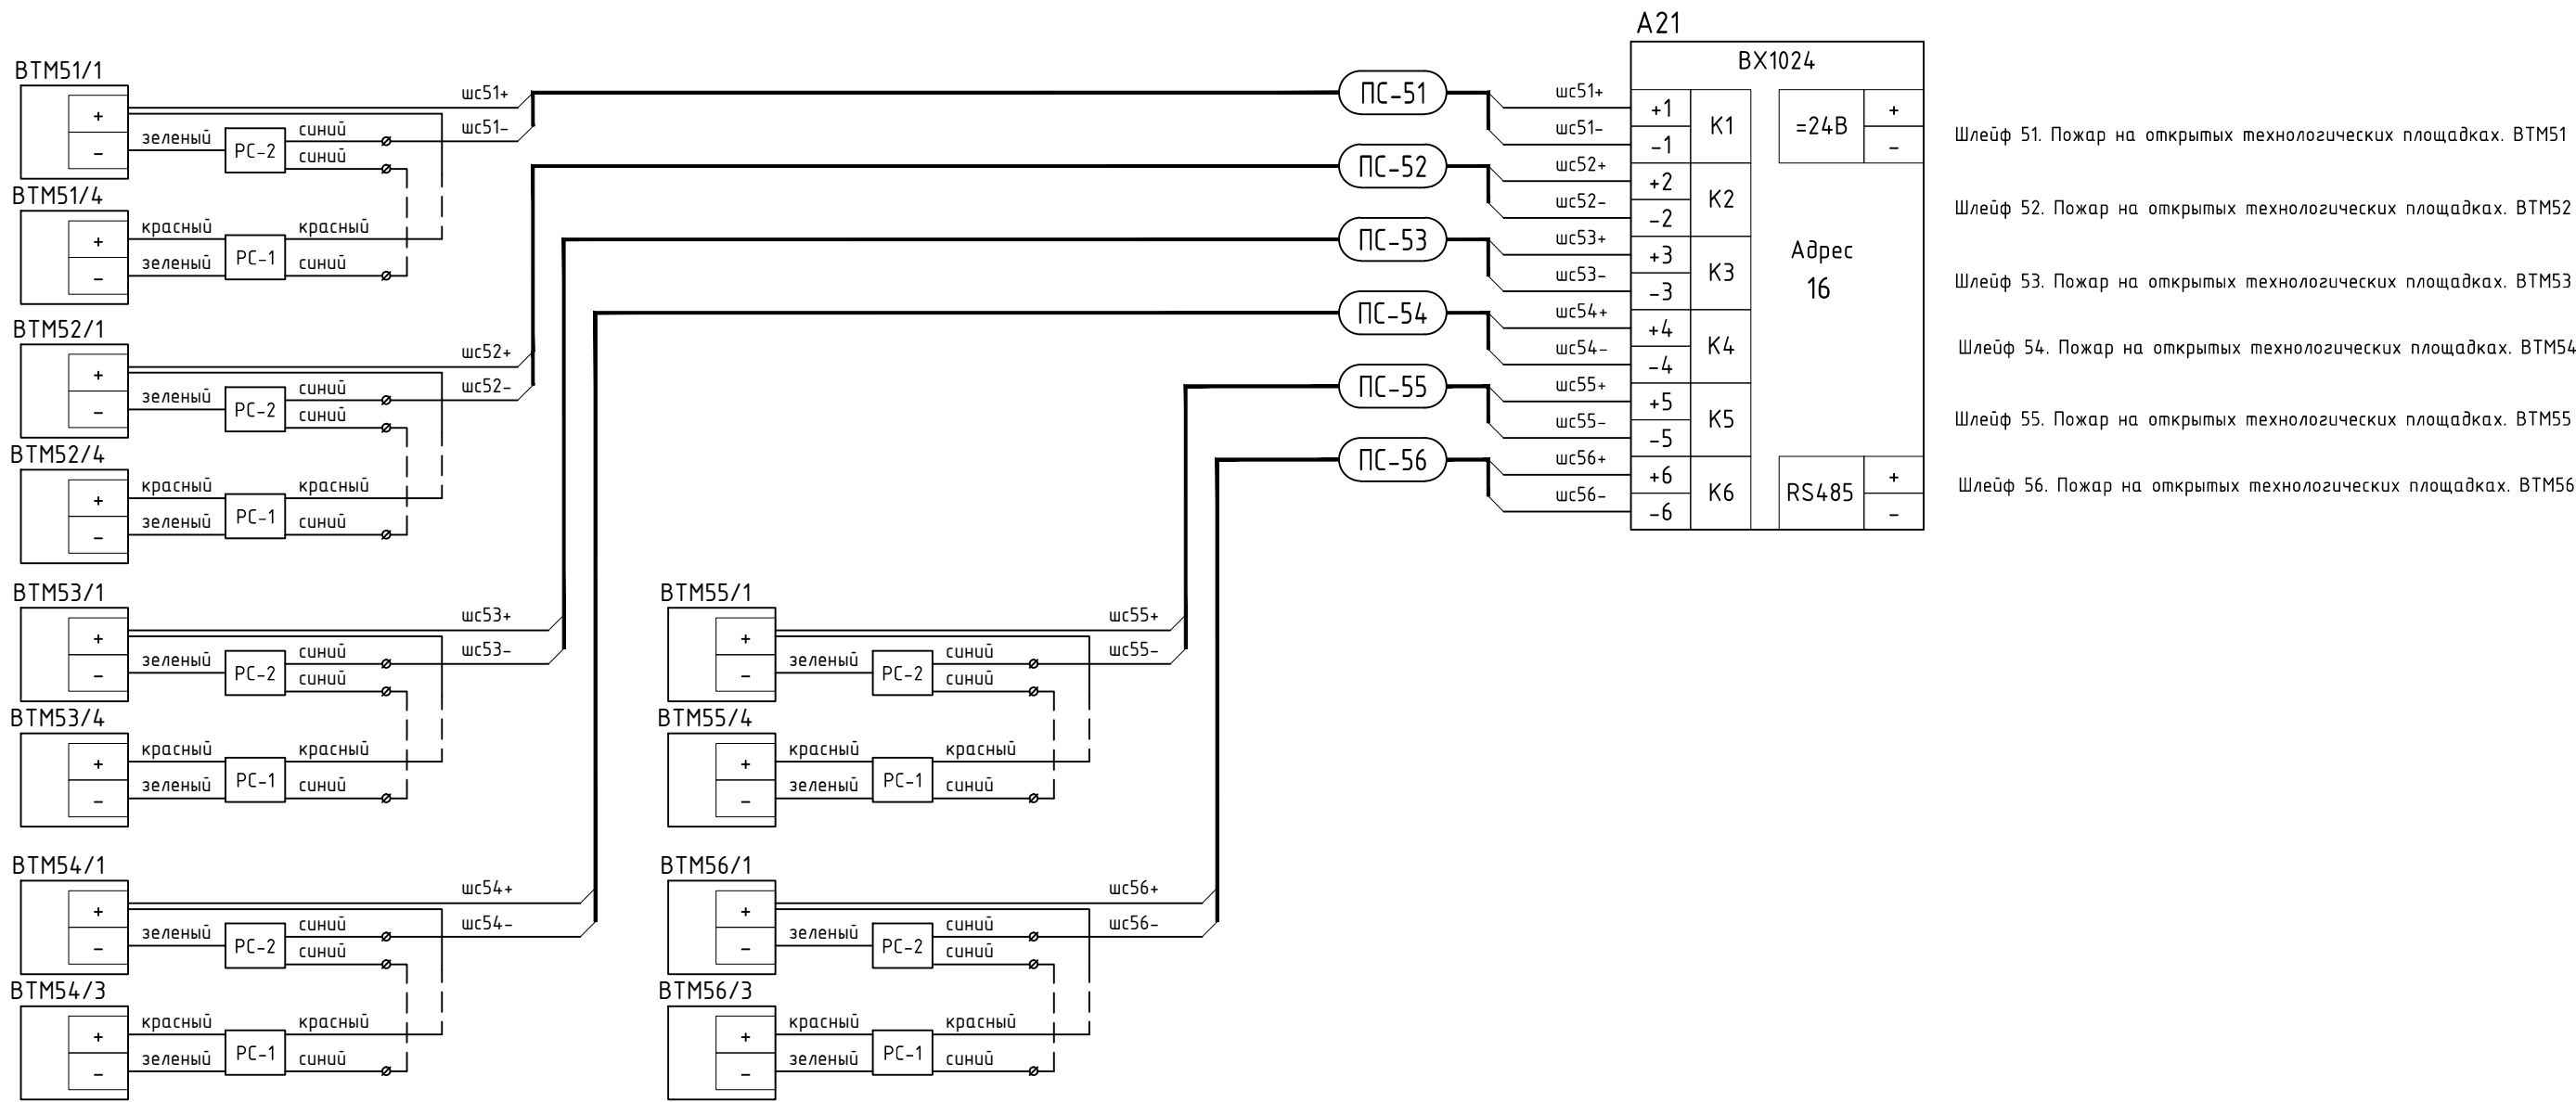 А21
ВХ1024
ВТМ51/1
+
-
зеленый
РС-2
синий
синий
шс51+
шс51-
ВТМ51/4
+
-
красный
зеленый
РС-1
красный
синий
ВТМ52/1
+
-
зеленый
РС-2
синий
синий
шс52+
шс52-
ВТМ52/4
+
-
красный
зеленый
РС-1
красный
синий
ВТМ53/1
+
-
зеленый
РС-2
синий
синий
шс53+
шс53-
ВТМ53/4
+
-
красный
зеленый
РС-1
красный
синий
ВТМ54/1
+
-
зеленый
РС-2
синий
синий
шс54+
шс54-
ВТМ54/3
+
-
красный
зеленый
РС-1
красный
синий
ВТМ55/1
+
-
зеленый
РС-2
синий
синий
шс55+
шс55-
ВТМ55/4
+
-
красный
зеленый
РС-1
красный
синий
ВТМ56/1
+
-
зеленый
РС-2
синий
синий
шс56+
шс56-
ВТМ56/3
+
-
красный
зеленый
РС-1
красный
синий
ПС-51
ПС-52
ПС-53
ПС-54
ПС-55
ПС-56
шс51+
шс51-
шс52+
шс52-
шс53+
шс53-
шс54+
шс54-
шс55+
шс55-
шс56+
шс56-
+1
-1
К1
+2
-2
К2
+3
-3
К3
+4
-4
К4
+5
-5
К5
+6
-6
К6
=24В
+
-
Адрес
16
RS485
+
-
Шлейф 51. Пожар на открытых технологических площадках. ВТМ51
Шлейф 52. Пожар на открытых технологических площадках. ВТМ52
Шлейф 53. Пожар на открытых технологических площадках. ВТМ53
Шлейф 54. Пожар на открытых технологических площадках. ВТМ54
Шлейф 55. Пожар на открытых технологических площадках. ВТМ55
Шлейф 56. Пожар на открытых технологических площадках. ВТМ56